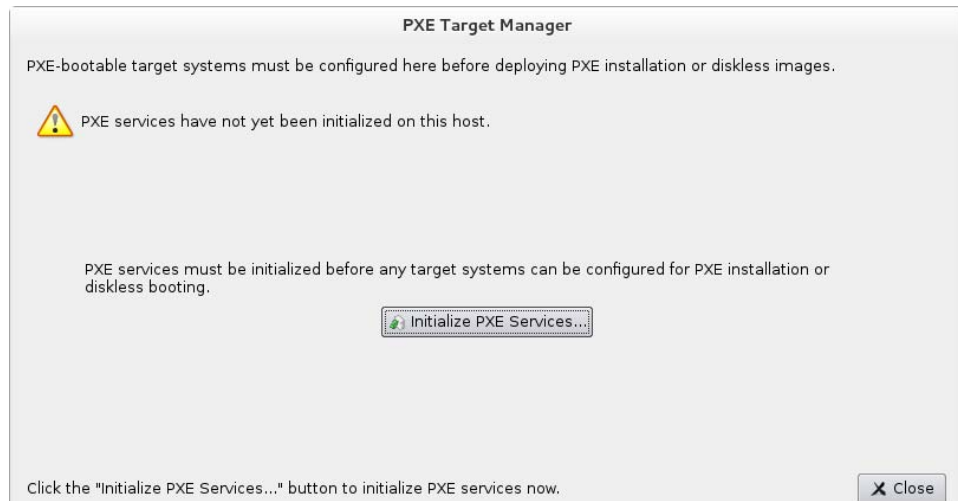 PXE Target Manager
PXE-bootable target systems must be configured here before deploying PXE installation or diskless images.
PXE services have not yet been initialized on this host.
PXE services must be initialized before any target systems can be configured for PXE installation or
diskless booting.
Initialize PXE Services...
Click the "Initialize PXE Services..." button to initialize PXE services now.
Close